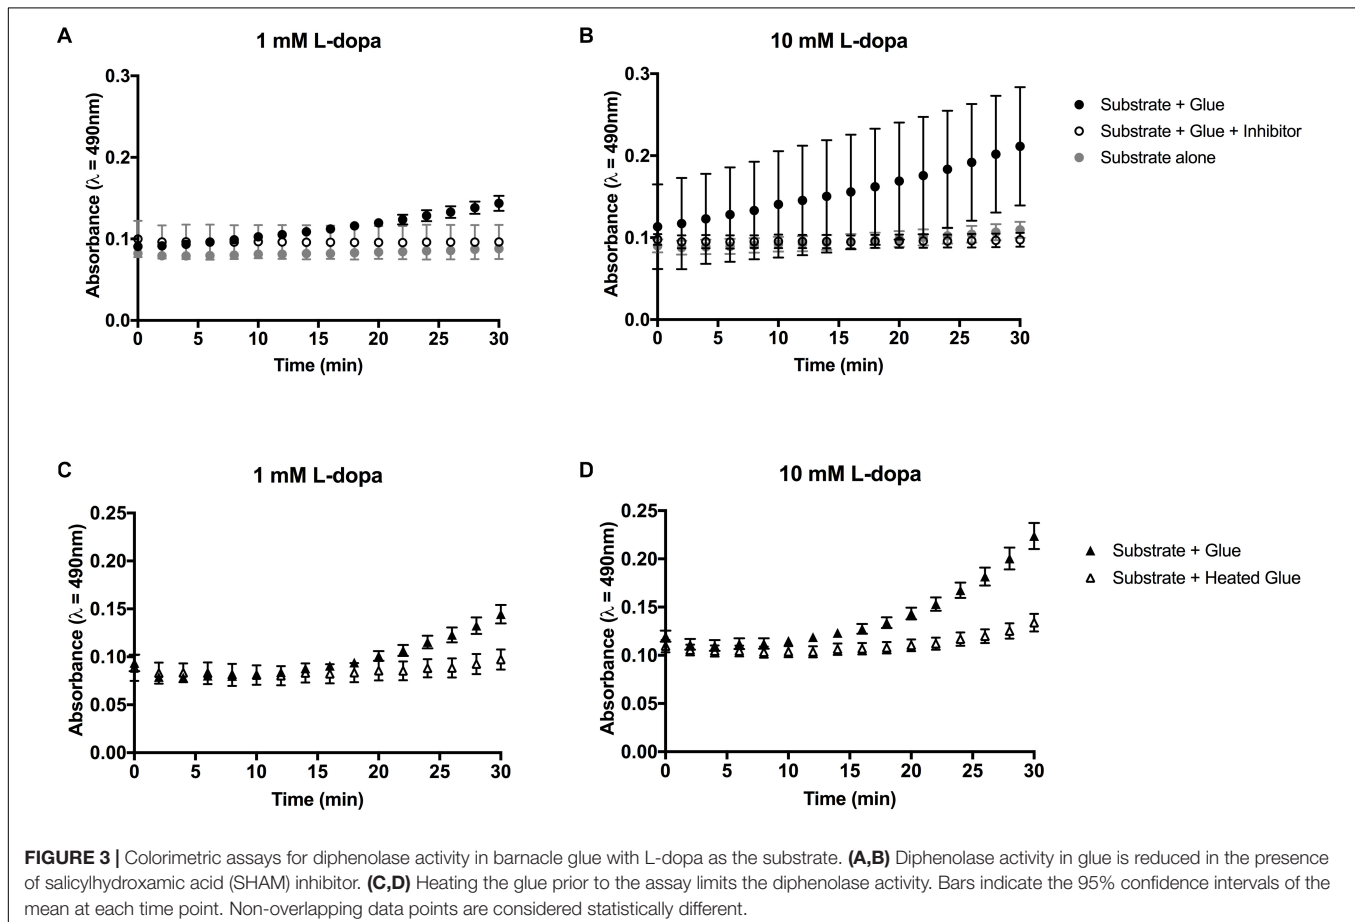 A
1 mM L-dopa
Absorbance (λ = 490nm)
0.3
0.2
0.1
0.0
0 5 10 15 20 25 30
Time (min)
B
10 mM L-dopa
Absorbance (λ = 490nm)
0.3
0.2
0.1
0.0
0 5 10 15 20 25 30
Time (min)
Substrate + Glue
Substrate + Glue + Inhibitor
Substrate alone
C
1 mM L-dopa
Absorbance (λ = 490nm)
0.25
0.20
0.15
0.10
0.05
0.00
0 5 10 15 20 25 30
Time (min)
D
10 mM L-dopa
Absorbance (λ = 490nm)
0.25
0.20
0.15
0.10
0.05
0.00
0 5 10 15 20 25 30
Time (min)
Substrate + Glue
Substrate + Heated Glue
FIGURE 3 | Colorimetric assays for diphenolase activity in barnacle glue with L-dopa as the substrate. (A,B) Diphenolase activity in glue is reduced in the presence
of salicylhydroxamic acid (SHAM) inhibitor. (C,D) Heating the glue prior to the assay limits the diphenolase activity. Bars indicate the 95% confidence intervals of the
mean at each time point. Non-overlapping data points are considered statistically different.